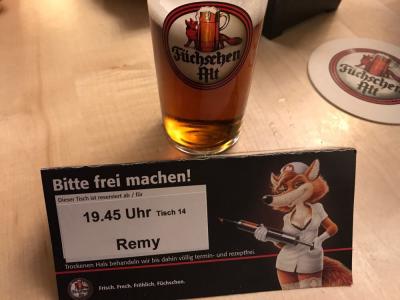 Füchschen
Alt
Füchschen
Alt
Bitte frei machen!
Dieser Tisch ist reserviert ab / für
19.45 Uhr Tisch 14
Remy
Trockenen Hals behandeln wir bis dahin völlig termin- und rezeptfrei.
Frisch. Frech. Fröhlich. Füchschen.